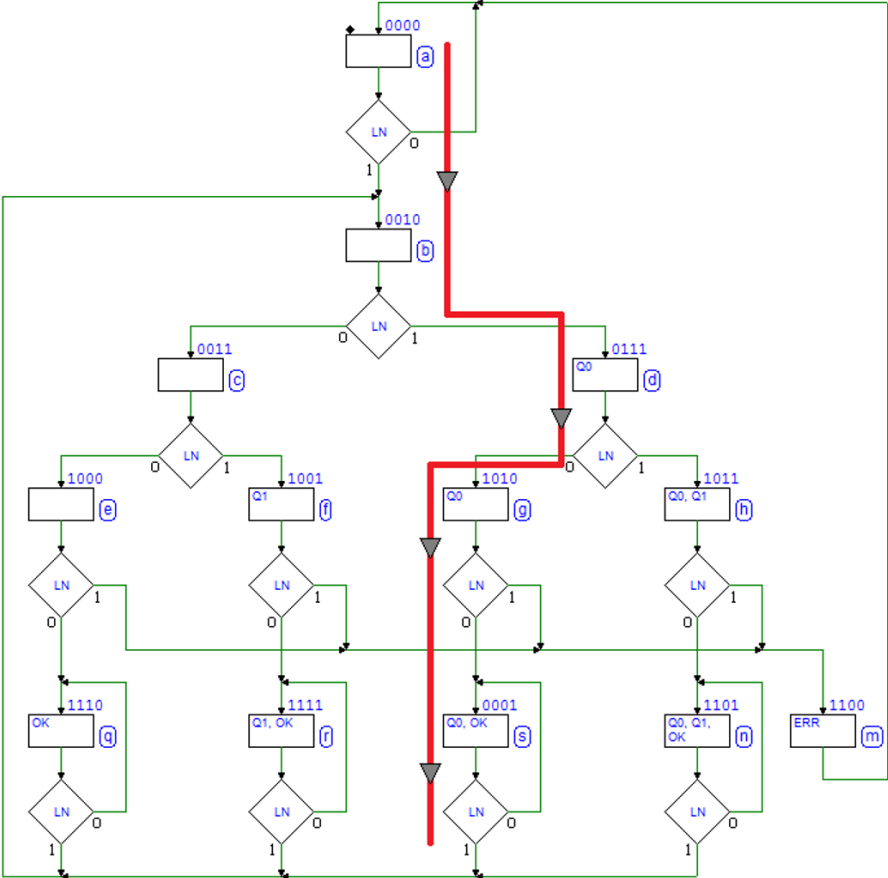 0000
a
LN
0
1
0010
b
LN
0
1
0011
c
0111
Q0
d
LN
0
1
LN
0
1
1000
e
1001
Q1
f
1010
Q0
g
1011
Q0, Q1
h
LN
1
0
LN
1
0
LN
1
0
LN
1
0
1110
OK
q
1111
Q1, OK
r
0001
Q0, OK
s
1101
Q0, Q1,
OK
n
1100
ERR
m
LN
0
1
LN
0
1
LN
0
1
LN
0
1